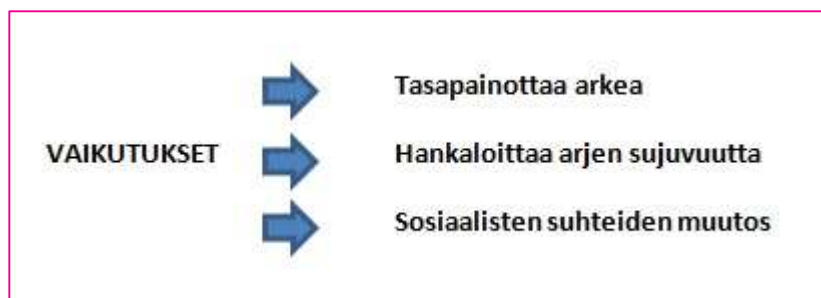 Tasapainottaa arkea
VAIKUTUKSET
Hankaloittaa arjen sujuvuutta
Sosiaalisten suhteiden muutos